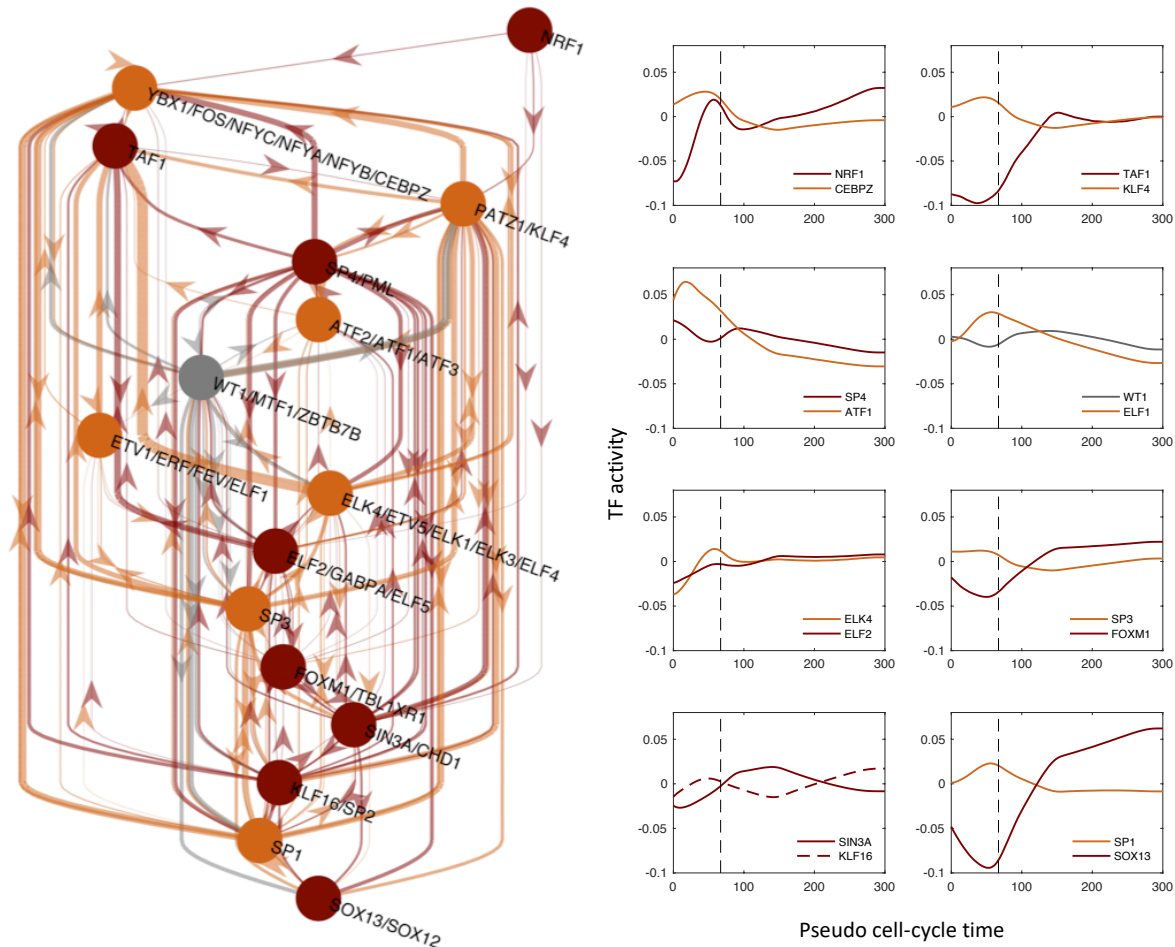 NRF1
YBX1/FOS/NFYC/NFYA/NFYB/CEBPZ
TAF1
PATZ1/KLF4
SP4/PML
ATF2/ATF1/ATF3
WT1/MTF1/ZBTB7B
ETV1/ERF/FEV/ELF1
ELK4/ETV5/ELK1/ELK3/ELF4
ELF2/GABPA/ELF5
SP3
FOXM1/TBL1XR1
SIN3A/CHD1
KLF16/SP2
SP1
SOX13/SOX12
TF activity
0.05
0
-0.05
-0.1
0 100 200 300
NRF1
CEBPZ
0.05
0
-0.05
-0.1
0 100 200 300
TAF1
KLF4
0.05
0
-0.05
-0.1
0 100 200 300
SP4
ATF1
0.05
0
-0.05
-0.1
0 100 200 300
WT1
ELF1
0.05
0
-0.05
-0.1
0 100 200 300
ELK4
ELF2
0.05
0
-0.05
-0.1
0 100 200 300
SP3
FOXM1
0.05
0
-0.05
-0.1
0 100 200 300
SIN3A
KLF16
0.05
0
-0.05
-0.1
0 100 200 300
SP1
SOX13
Pseudo cell-cycle time